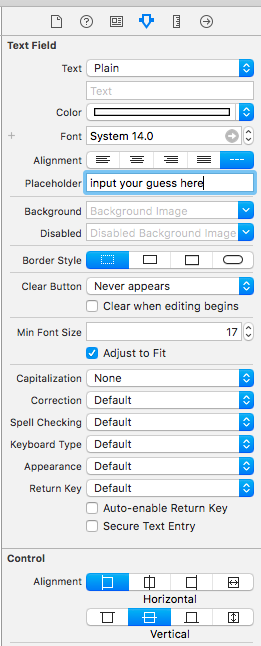 Text Field
Text Plain
Text
Color
+ Font System 14.0
Alignment ---
Placeholder input your guess here
Background Background Image
Disabled Disabled Background Image
Border Style
Clear Button Never appears
Clear when editing begins
Min Font Size 17
Adjust to Fit
Capitalization None
Correction Default
Spell Checking Default
Keyboard Type Default
Appearance Default
Return Key Default
Auto-enable Return Key
Secure Text Entry
Control
Alignment
Horizontal
Vertical